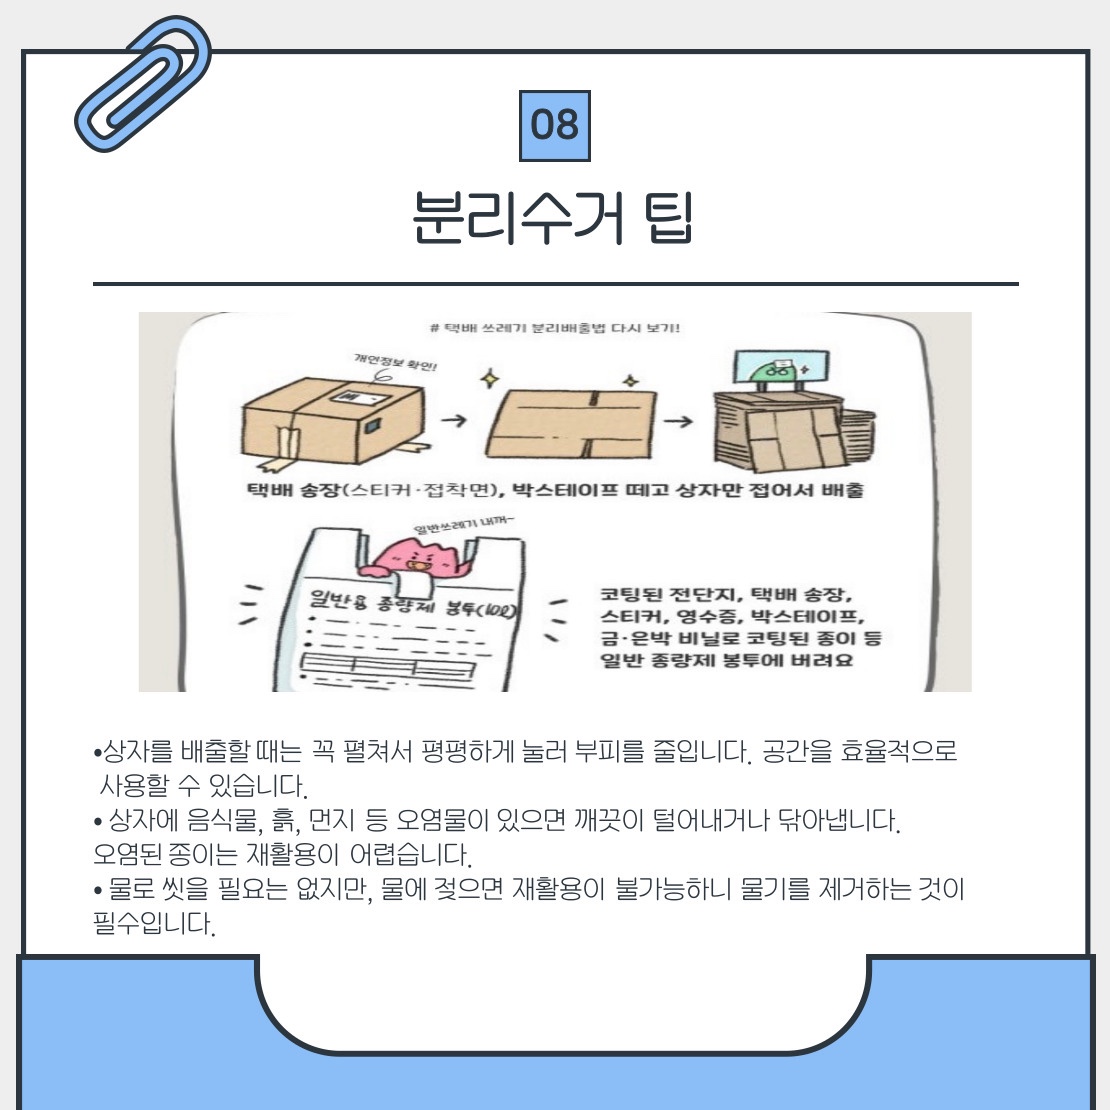 08
분리수거 팁
# 택배 쓰레기 분리배출법 다시 보기!
개인정보 확인!
택배 송장(스티커·접착면), 박스테이프 떼고 상자만 접어서 배출
일반쓰레기 내꺼~
일반용 종량제 봉투(10ℓ)
코팅된 전단지, 택배 송장,
스티커, 영수증, 박스테이프,
금·은박 비닐로 코팅된 종이 등
일반 종량제 봉투에 버려요
•상자를 배출할 때는 꼭 펼쳐서 평평하게 눌러 부피를 줄입니다. 공간을 효율적으로
사용할 수 있습니다.
• 상자에 음식물, 흙, 먼지 등 오염물이 있으면 깨끗이 털어내거나 닦아냅니다.
오염된 종이는 재활용이 어렵습니다.
• 물로 씻을 필요는 없지만, 물에 젖으면 재활용이 불가능하니 물기를 제거하는 것이
필수입니다.